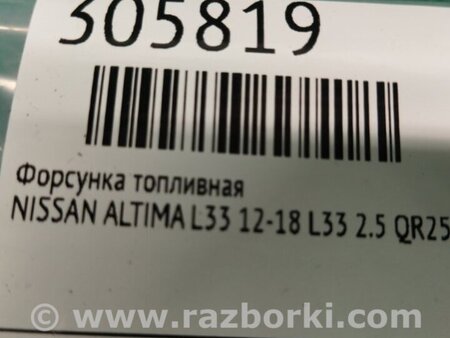 305819
Форсунка топливная
NISSAN ALTIMA L33 12-18 L33 2.5 QR25
www.razborki.com